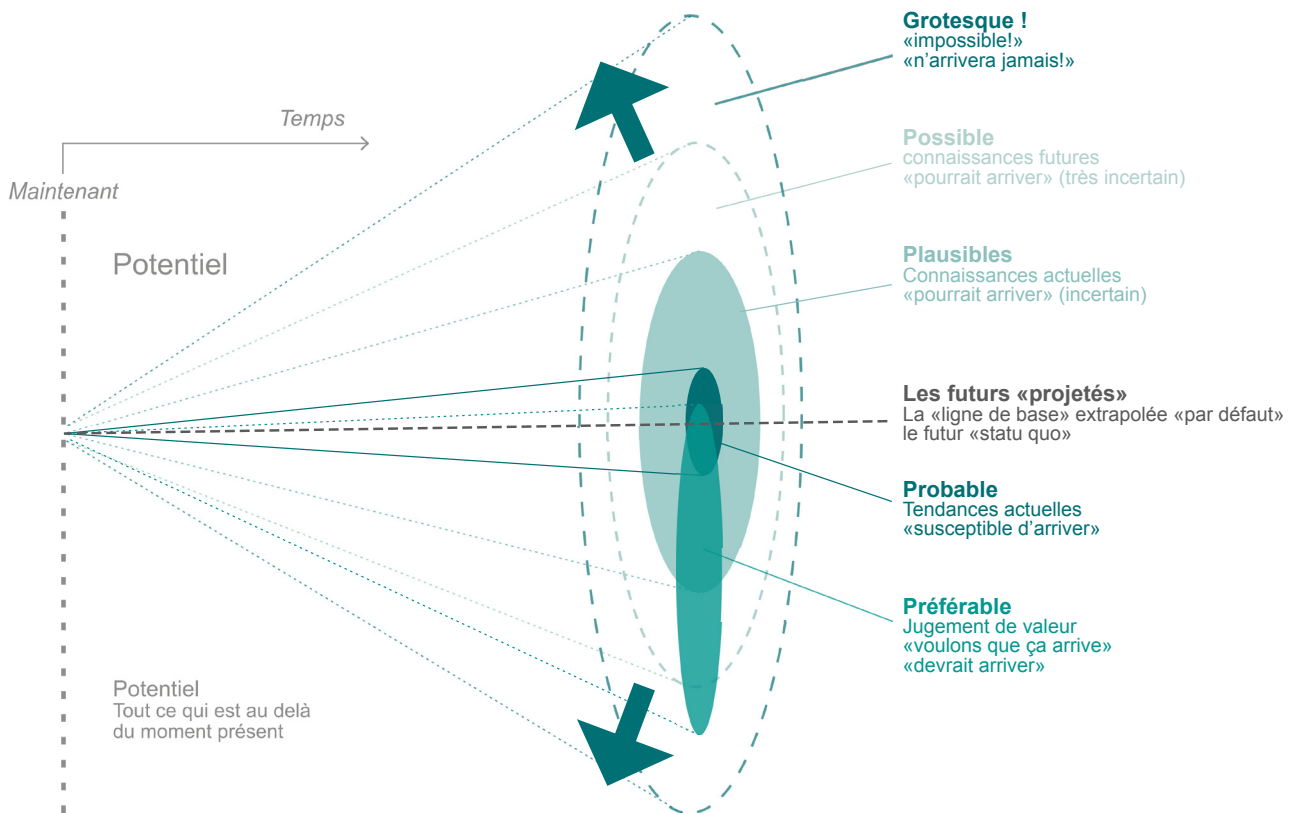 Temps
Maintenant
Potentiel
Potentiel
Tout ce qui est au delà
du moment présent
Grotesque !
«impossible!»
«n’arrivera jamais!»
Possible
connaissances futures
«pourrait arriver» (très incertain)
Plausibles
Connaissances actuelles
«pourrait arriver» (incertain)
Les futurs «projetés»
La «ligne de base» extrapolée «par défaut»
le futur «statu quo»
Probable
Tendances actuelles
«susceptible d’arriver»
Préférable
Jugement de valeur
«voulons que ça arrive»
«devrait arriver»